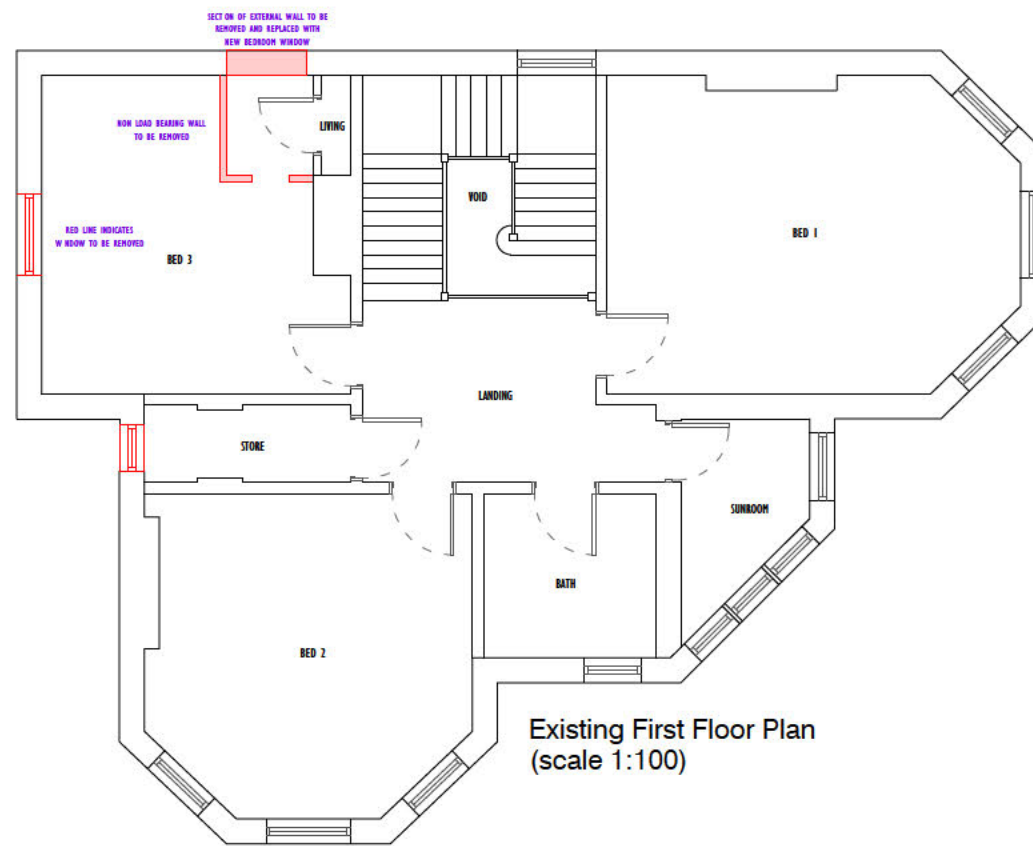 SECTION OF EXTERNAL WALL TO BE
REMOVED AND REPLACED WITH
NEW BEDROOM WINDOW
NON LOAD BEARING WALL
TO BE REMOVED
LIVING
VOID
RED LINE INDICATES
W NDOW TO BE REMOVED
BED 3
BED 1
LANDING
STORE
SUNROOM
BATH
BED 2
Existing First Floor Plan
(scale 1:100)